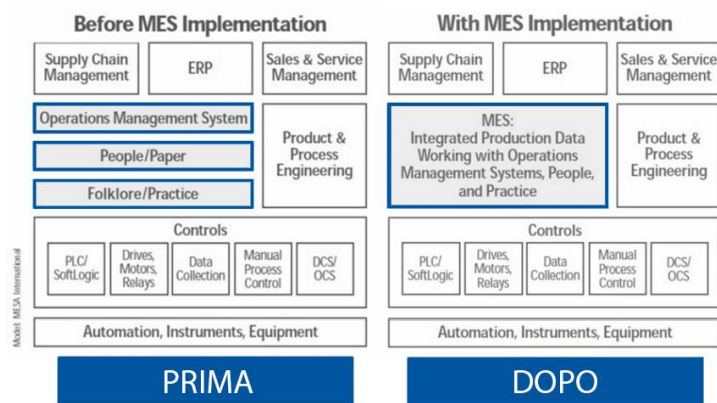 Before MES Implementation
Supply Chain
Management
ERP
Sales & Service
Management
Operations Management System
People/Paper
Folklore/Practice
Product &
Process
Engineering
Controls
PLC/
SoftLogic
Drives,
Motors,
Relays
Data
Collection
Manual
Process
Control
DCS/
OCS
Automation, Instruments, Equipment
Model: MESA International
PRIMA
With MES Implementation
Supply Chain
Management
ERP
Sales & Service
Management
MES:
Integrated Production Data
Working with Operations
Management Systems, People,
and Practice
Product &
Process
Engineering
Controls
PLC/
SoftLogic
Drives,
Motors,
Relays
Data
Collection
Manual
Process
Control
DCS/
OCS
Automation, Instruments, Equipment
DOPO